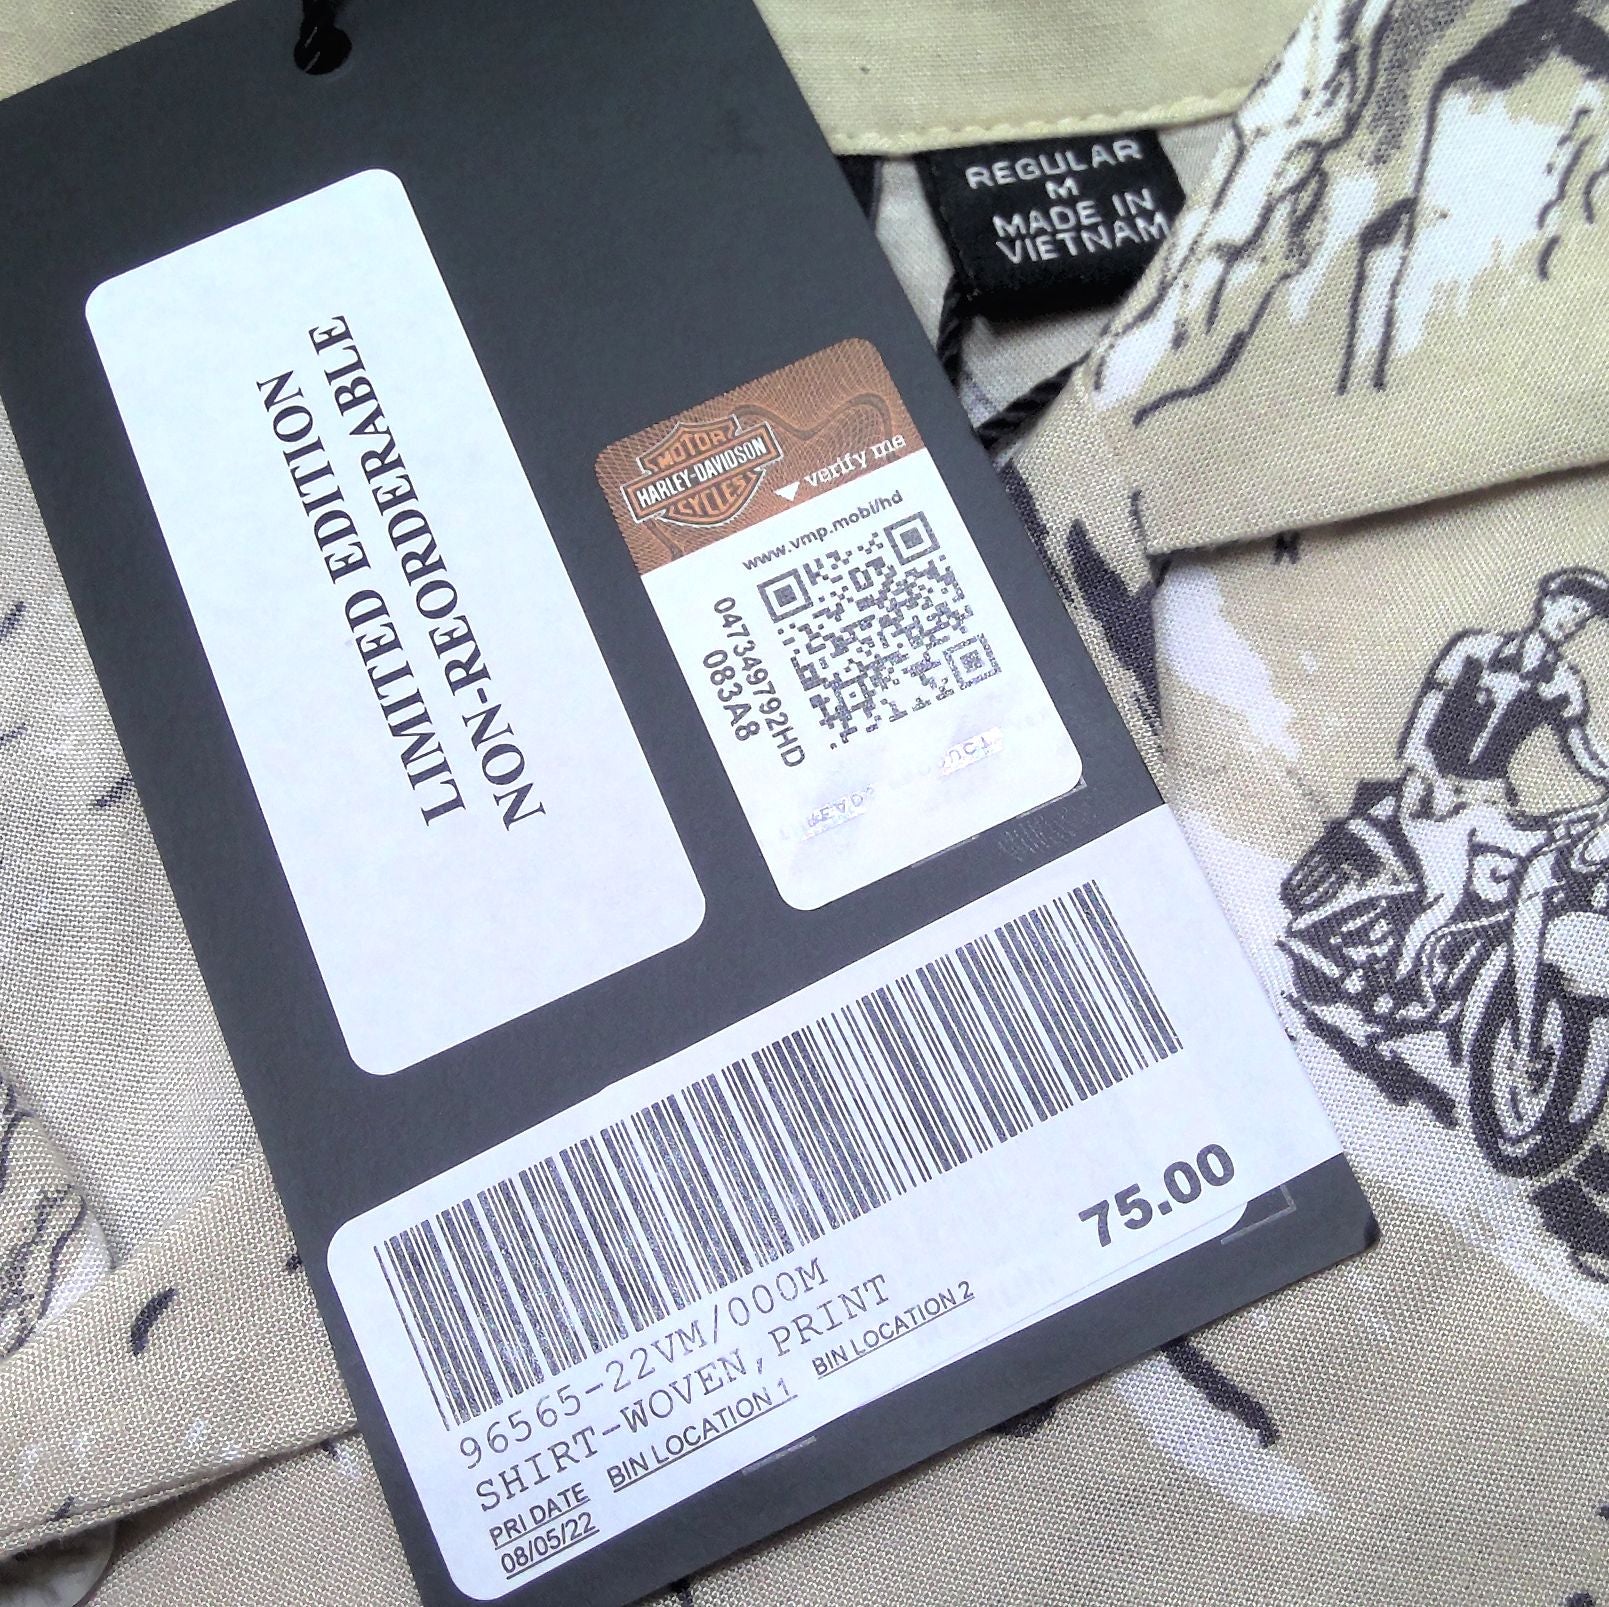 REGULAR
M
MADE IN
VIETNAM
LIMITED EDITION
NON-REORDERABLE
MOTOR
HARLEY-DAVIDSON
CYCLES
verify me
www.vmp.mobi/hd
0473497792HD
083A8
75.00
96565-22VM/000M
SHIRT-WOVEN, PRINT
PRI DATE BIN LOCATION 1 BIN LOCATION 2
08/05/22